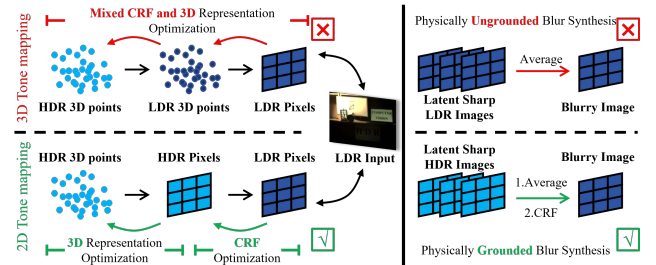 3D Tone mapping
Mixed CRF and 3D Representation
Optimization
HDR 3D points
LDR 3D points
LDR Pixels
LDR Input
2D Tone mapping
HDR 3D points
HDR Pixels
LDR Pixels
3D Representation
Optimization
CRF
Optimization
Physically Ungrounded Blur Synthesis
Average
Latent Sharp
LDR Images
Blurry Image
Latent Sharp
HDR Images
Blurry Image
1.Average
2.CRF
Physically Grounded Blur Synthesis